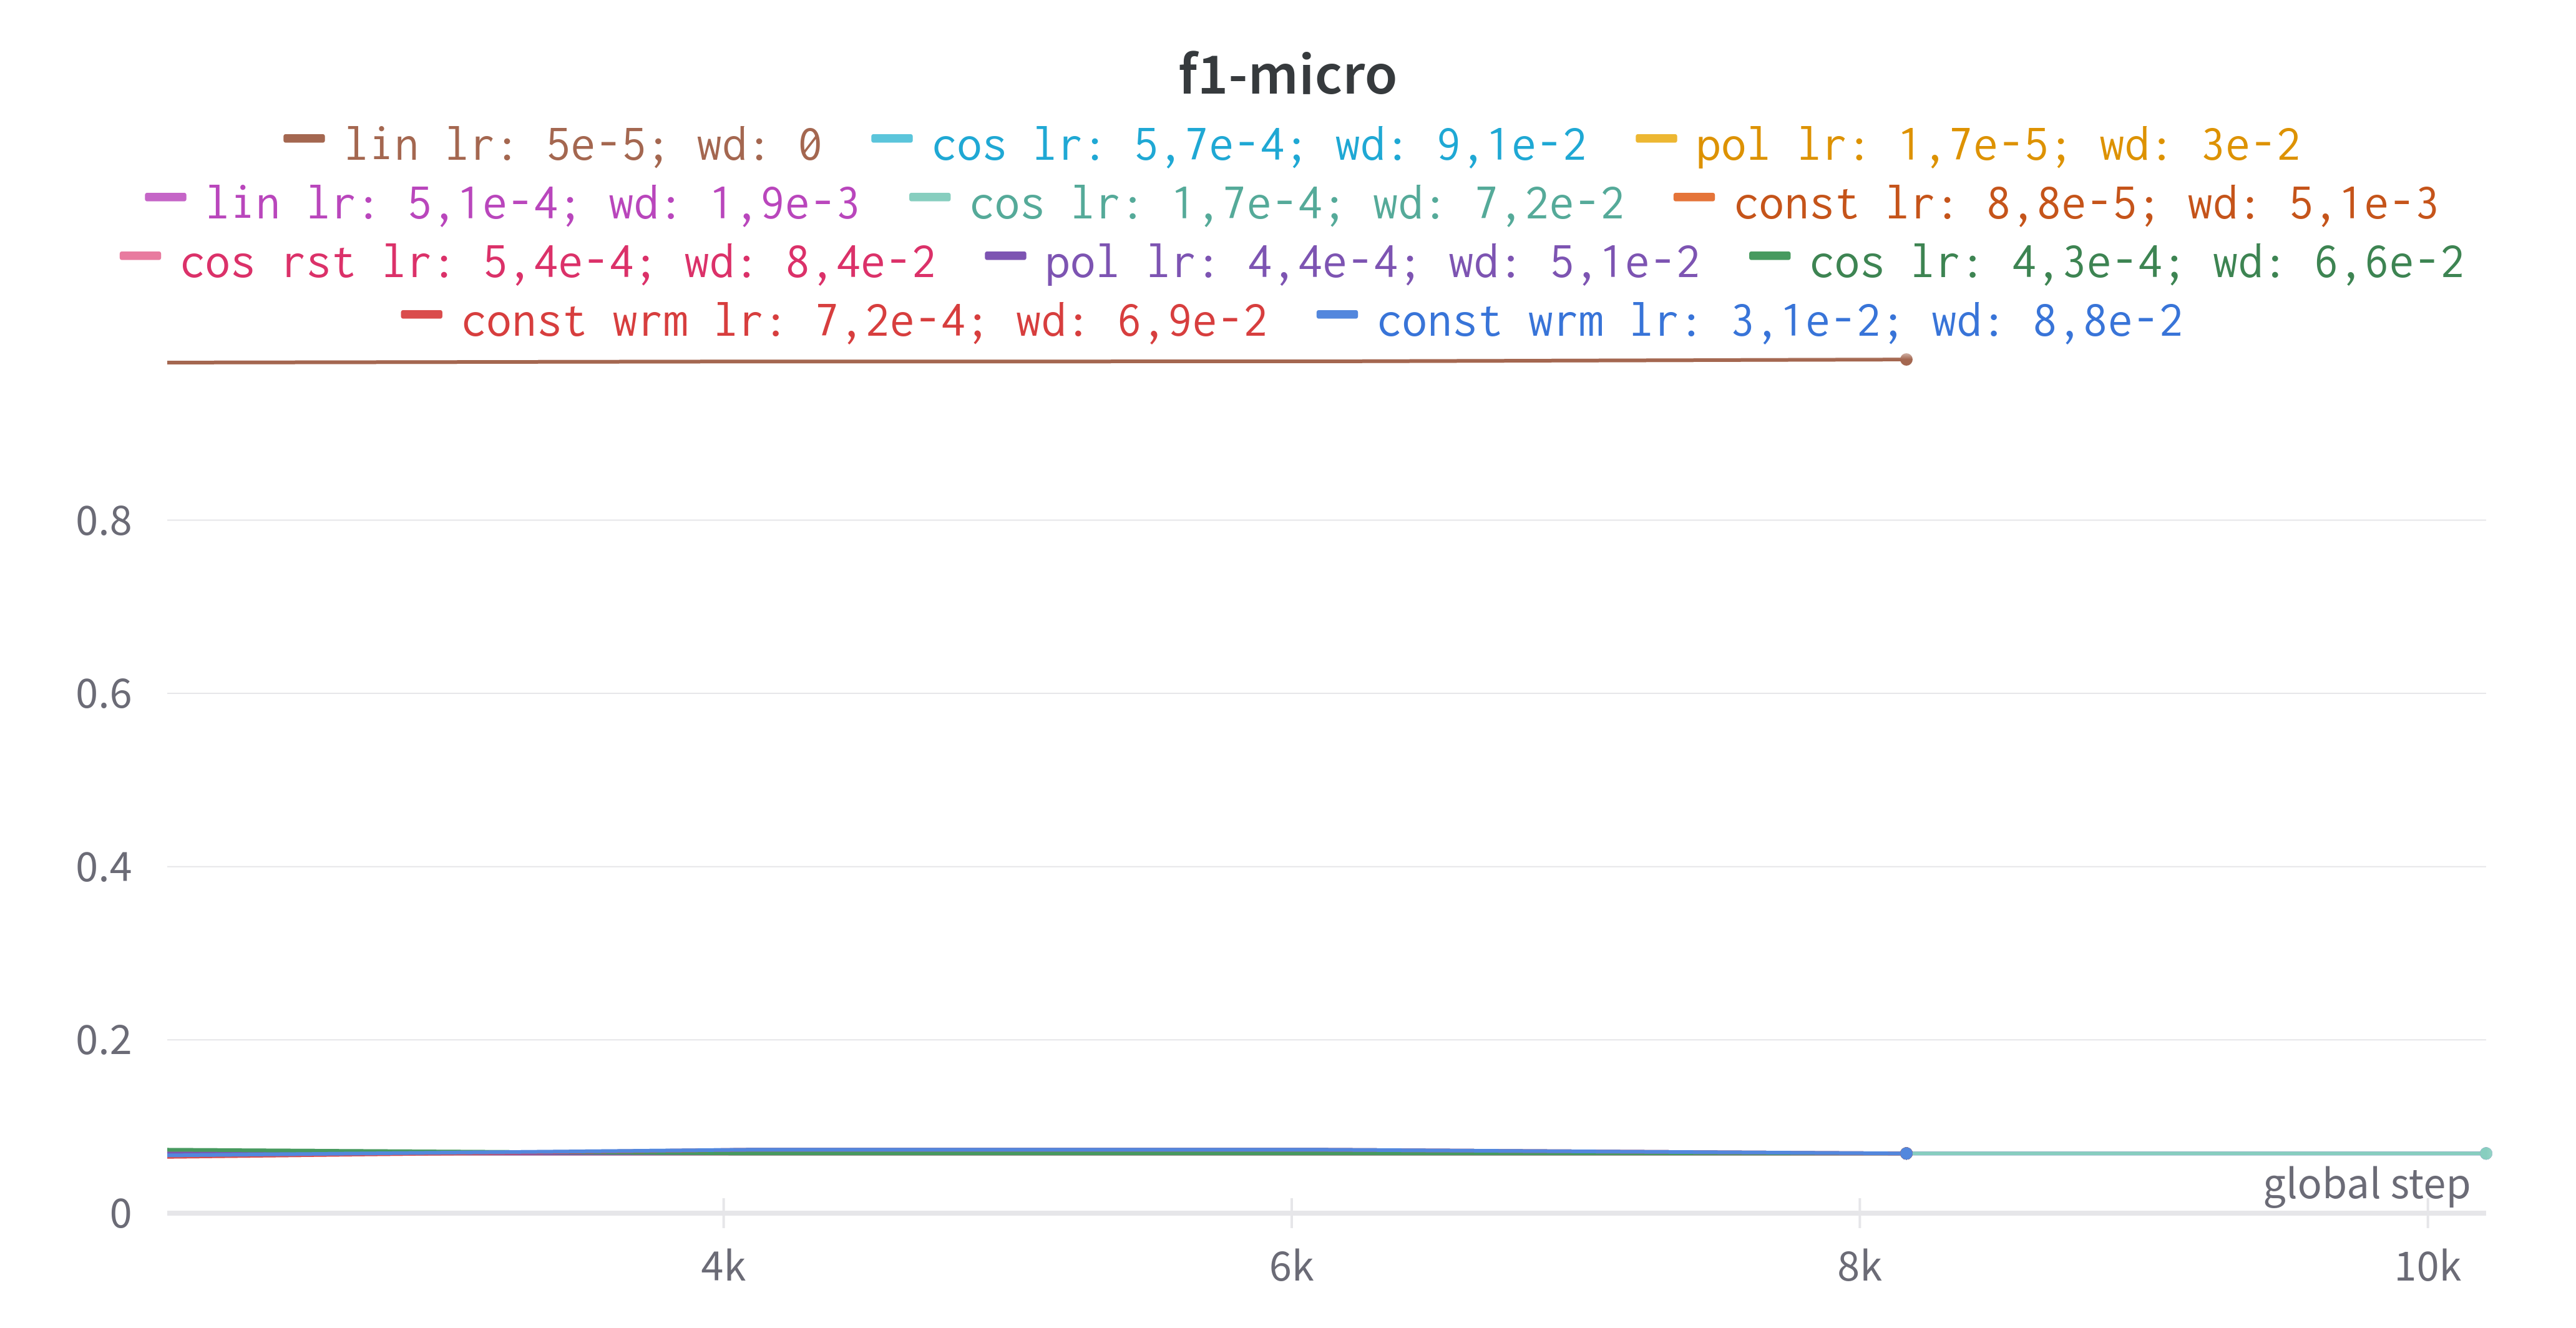 f1-micro
lin lr: 5e-5; wd: 0 cos lr: 5,7e-4; wd: 9,1e-2 pol lr: 1,7e-5; wd: 3e-2
lin lr: 5,1e-4; wd: 1,9e-3 cos lr: 1,7e-4; wd: 7,2e-2 const lr: 8,8e-5; wd: 5,1e-3
cos rst lr: 5,4e-4; wd: 8,4e-2 pol lr: 4,4e-4; wd: 5,1e-2 cos lr: 4,3e-4; wd: 6,6e-2
const wrm lr: 7,2e-4; wd: 6,9e-2 const wrm lr: 3,1e-2; wd: 8,8e-2
0.8
0.6
0.4
0.2
global step
0
4k 6k 8k 10k